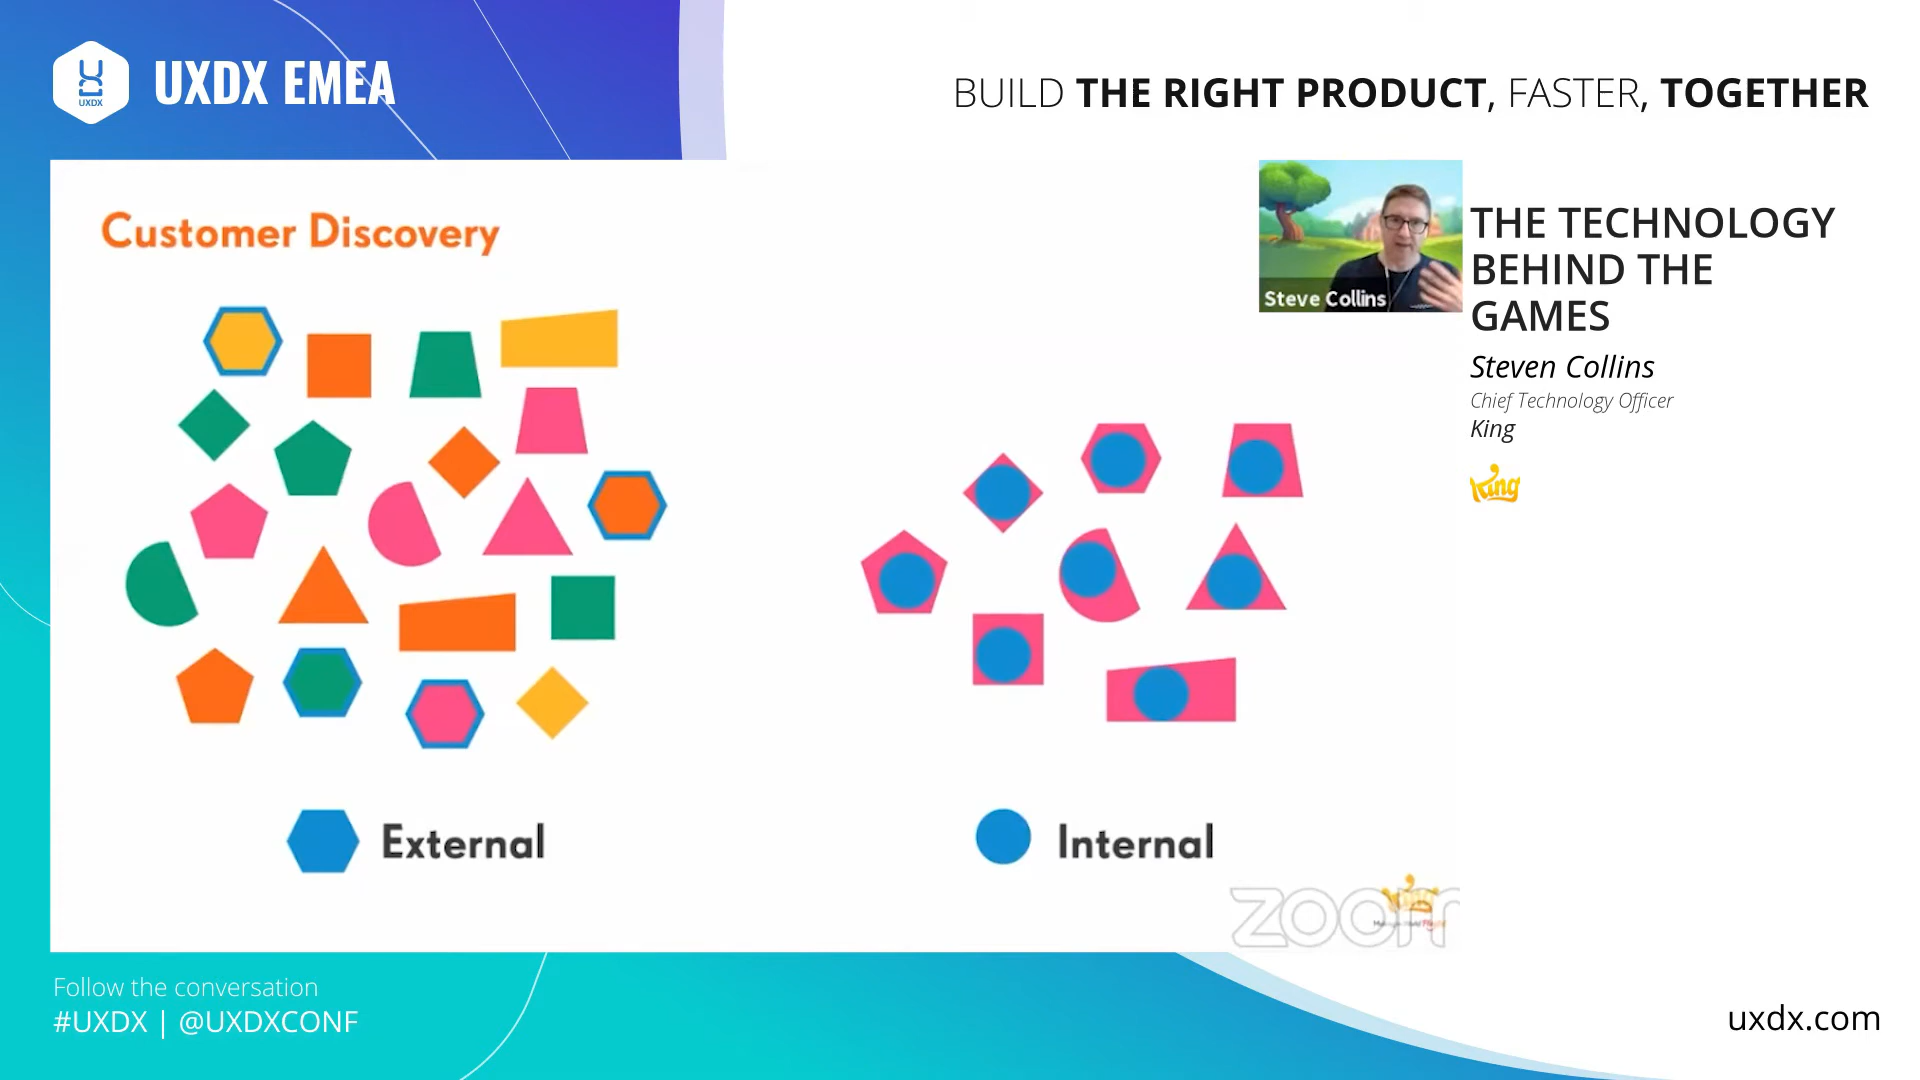 UXDX
UXDX EMEA
BUILD THE RIGHT PRODUCT, FASTER, TOGETHER
Customer Discovery
Steve Collins
THE TECHNOLOGY
BEHIND THE
GAMES
Steven Collins
Chief Technology Officer
King
King
External
Internal
King
zoom
Follow the conversation
#UXDX | @UXDXCONF
uxdx.com